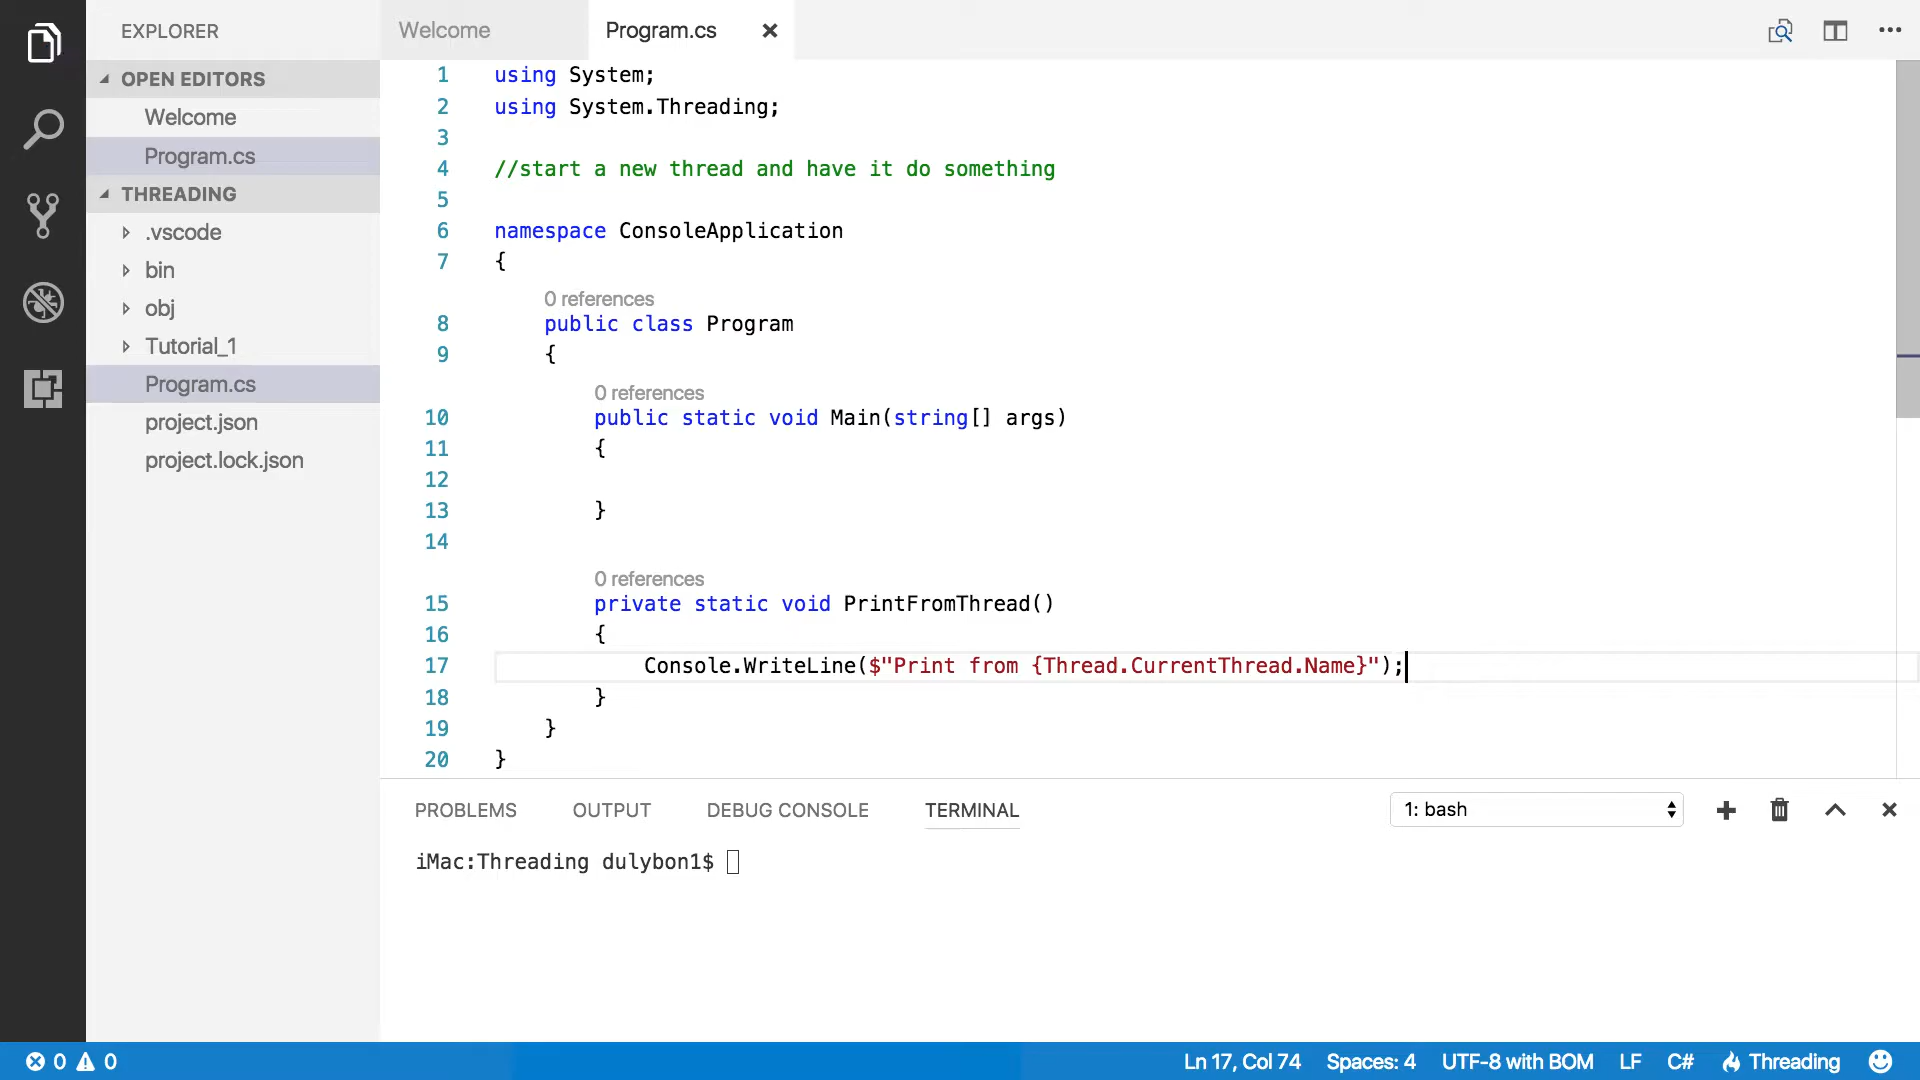 EXPLORER
OPEN EDITORS
Welcome
Program.cs
THREADING
.vscode
bin
obj
Tutorial_1
Program.cs
project.json
project.lock.json
Welcome
Program.cs
1 using System;
2 using System.Threading;
3
4 //start a new thread and have it do something
5
6 namespace ConsoleApplication
7 {
0 references
8 public class Program
9 {
0 references
10 public static void Main(string[] args)
11 {
12
13 }
14
0 references
15 private static void PrintFromThread()
16 {
17 Console.WriteLine($"Print from {Thread.CurrentThread.Name}");
18 }
19 }
20 }
PROBLEMS OUTPUT DEBUG CONSOLE TERMINAL 1: bash
iMac:Threading dulybon1$
0 0 Ln 17, Col 74 Spaces: 4 UTF-8 with BOM LF C# Threading